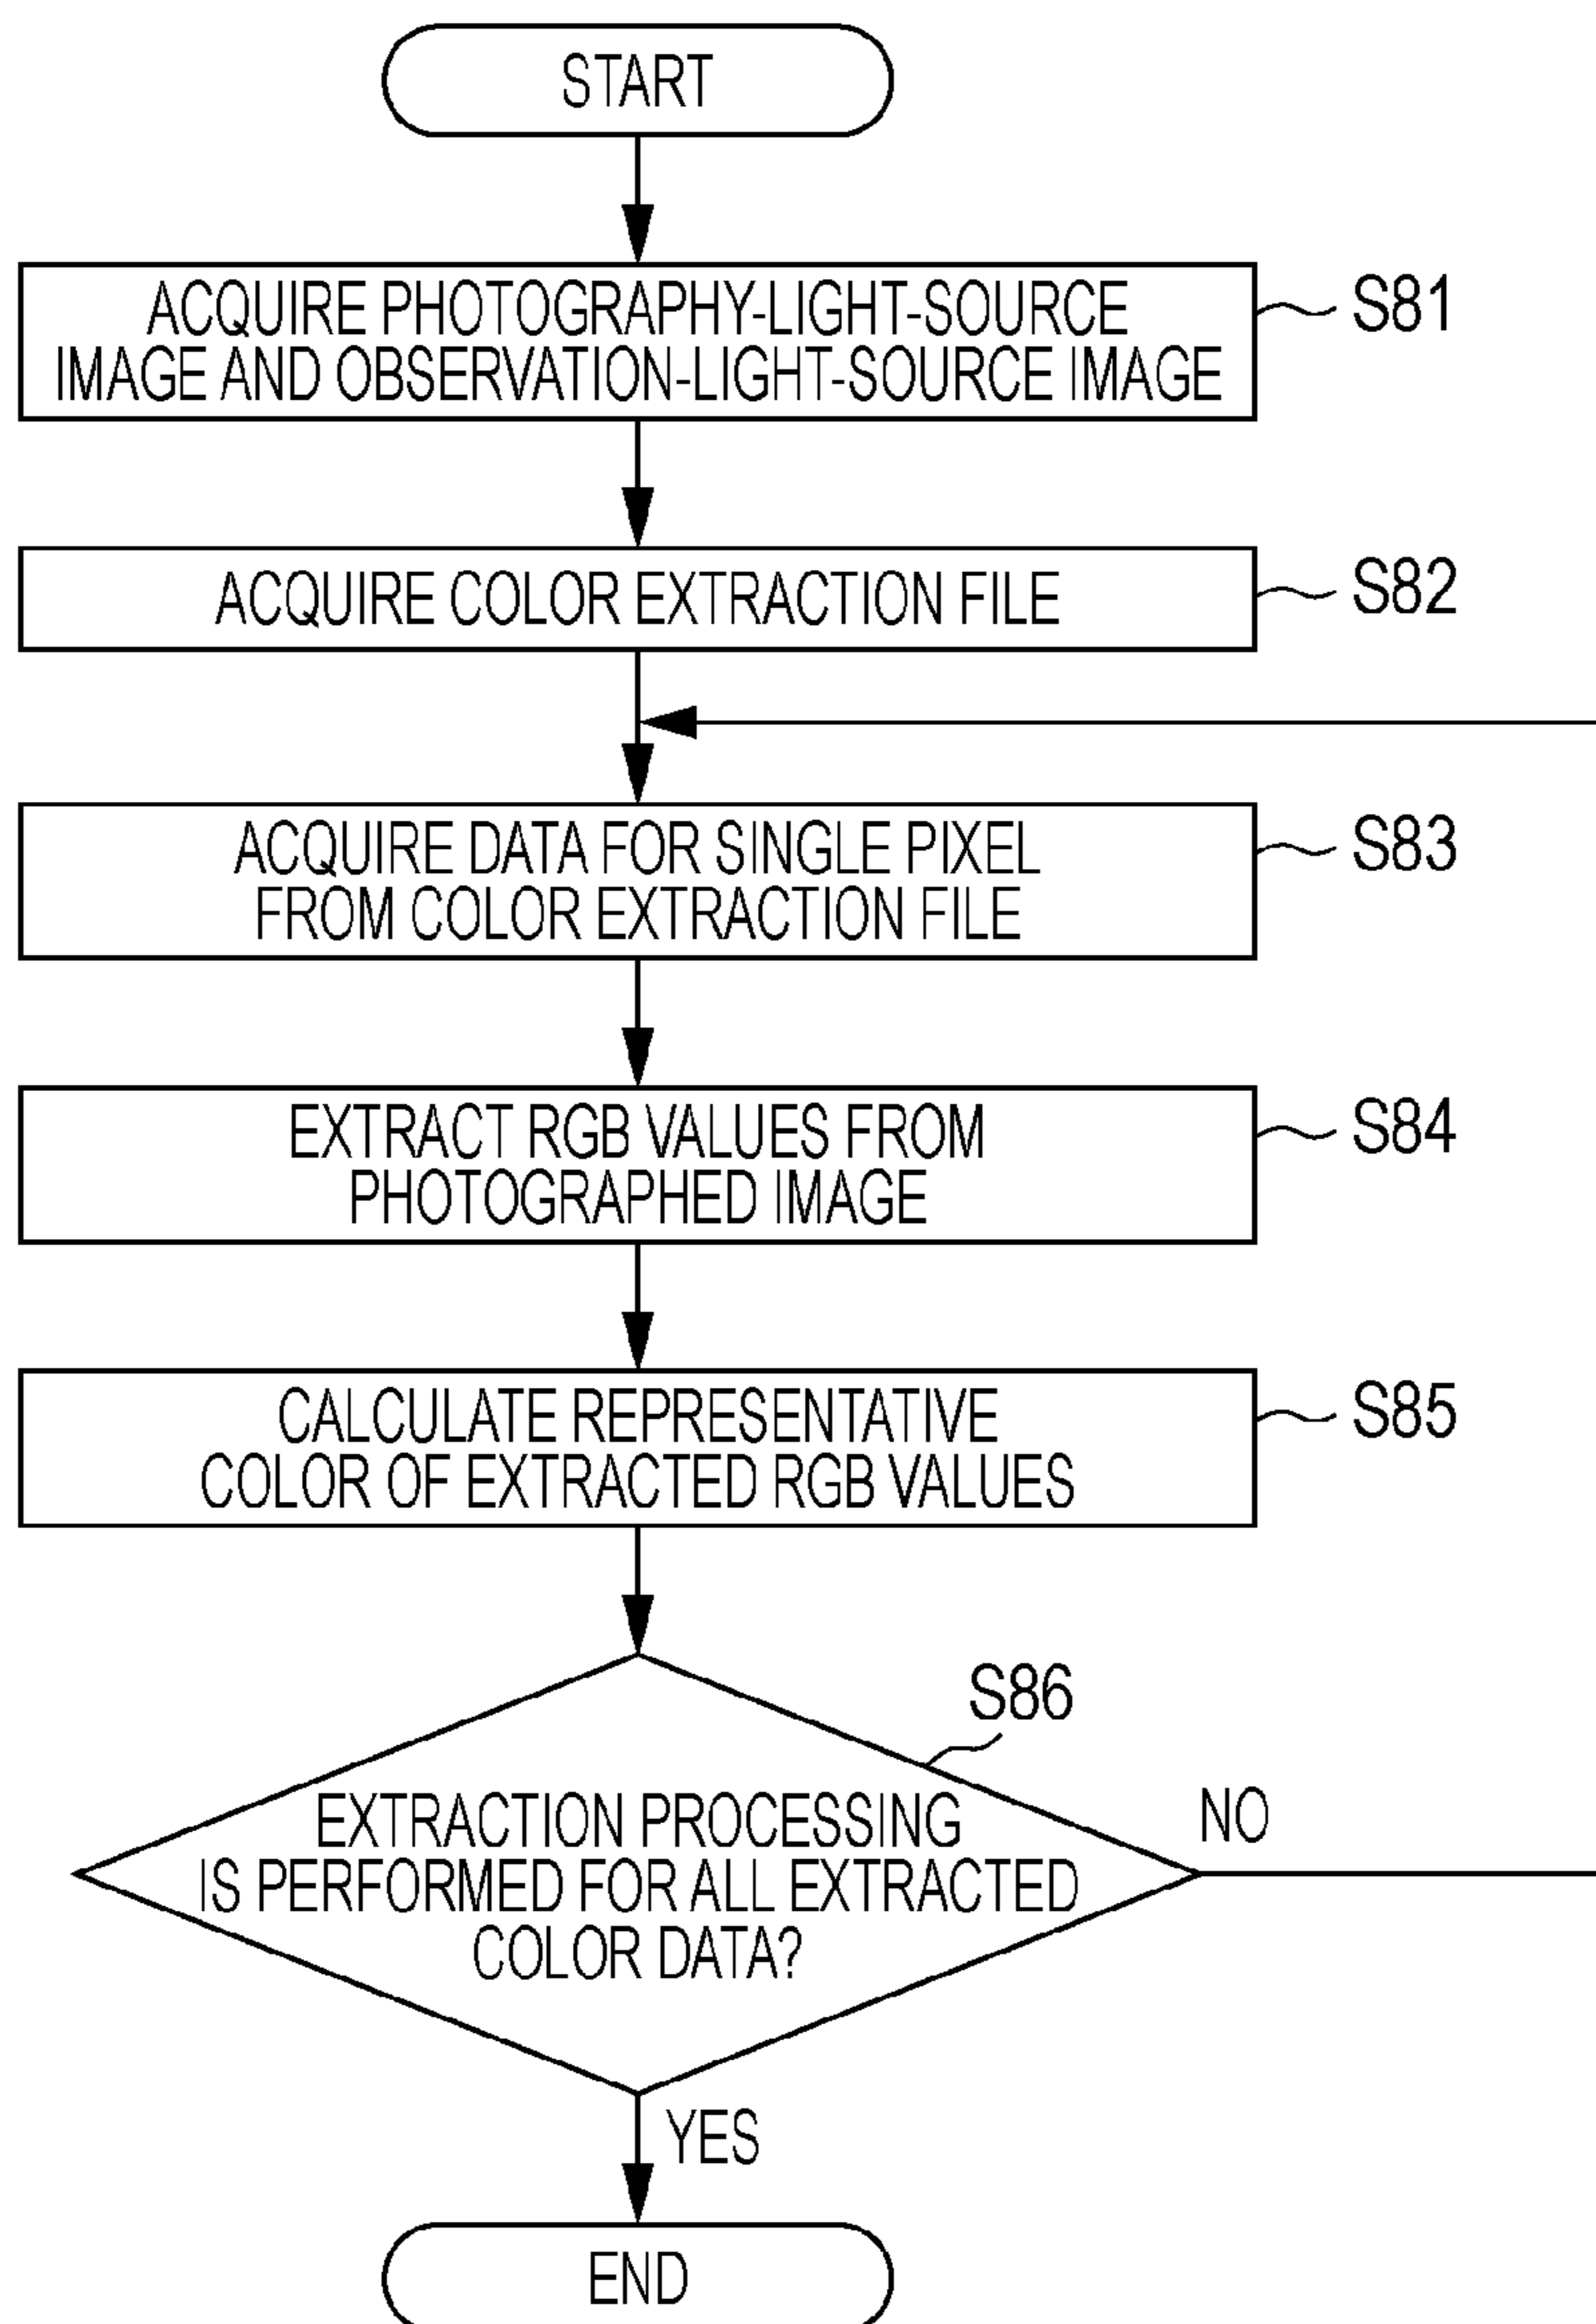 START
ACQUIRE PHOTOGRAPHY-LIGHT-SOURCE
IMAGE AND OBSERVATION-LIGHT-SOURCE IMAGE
S81
ACQUIRE COLOR EXTRACTION FILE
S82
ACQUIRE DATA FOR SINGLE PIXEL
FROM COLOR EXTRACTION FILE
S83
EXTRACT RGB VALUES FROM
PHOTOGRAPHED IMAGE
S84
CALCULATE REPRESENTATIVE
COLOR OF EXTRACTED RGB VALUES
S85
S86
EXTRACTION PROCESSING
IS PERFORMED FOR ALL EXTRACTED
COLOR DATA?
NO
YES
END